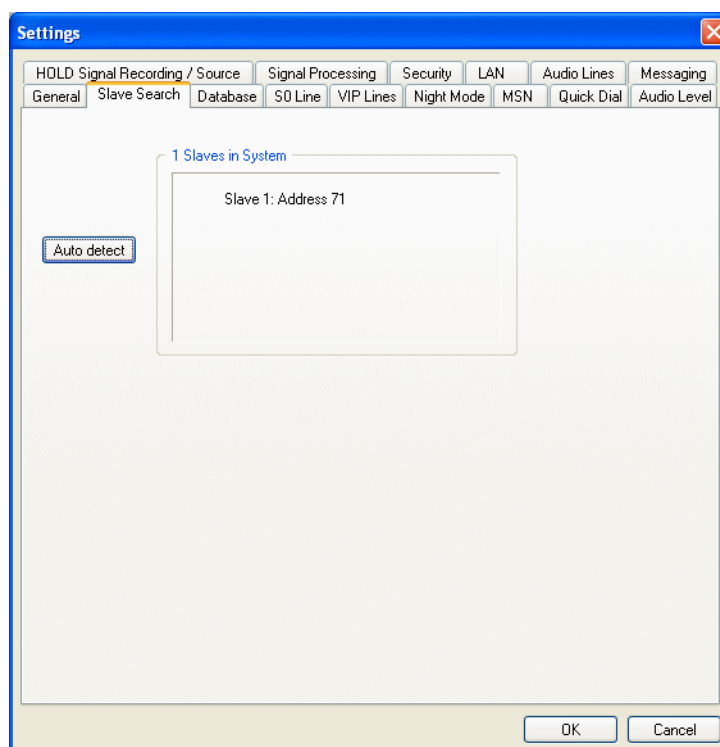 Settings
HOLD Signal Recording / Source Signal Processing Security LAN Audio Lines Messaging
General Slave Search Database S0 Line VIP Lines Night Mode MSN Quick Dial Audio Level
1 Slaves in System
Slave 1: Address 71
Auto detect
OK Cancel